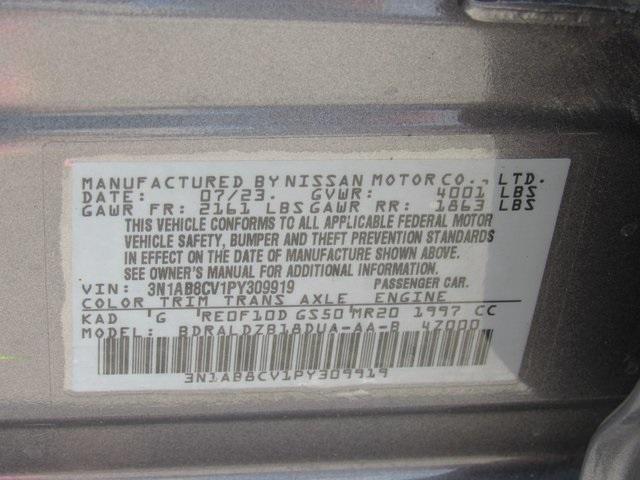 MANUFACTURED BY NISSAN MOTOR CO., LTD.
DATE: 07/23. GVWR: 4001 LBS
GAWR FR: 2161 LBS GAWR RR: 1863 LBS
THIS VEHICLE CONFORMS TO ALL APPLICABLE FEDERAL MOTOR
VEHICLE SAFETY, BUMPER AND THEFT PREVENTION STANDARDS
IN EFFECT ON THE DATE OF MANUFACTURE SHOWN ABOVE.
SEE OWNER'S MANUAL FOR ADDITIONAL INFORMATION.
VIN: 3N1AB8CV1PY309919 PASSENGER CAR.
COLOR TRIM TRANS AXLE ENGINE
KAD G RE0F10D GS50 MR20 1997 CC
MODEL: BDRALDZB18DUA-AA-B 4Z000
3N1AB8CV1PY309919